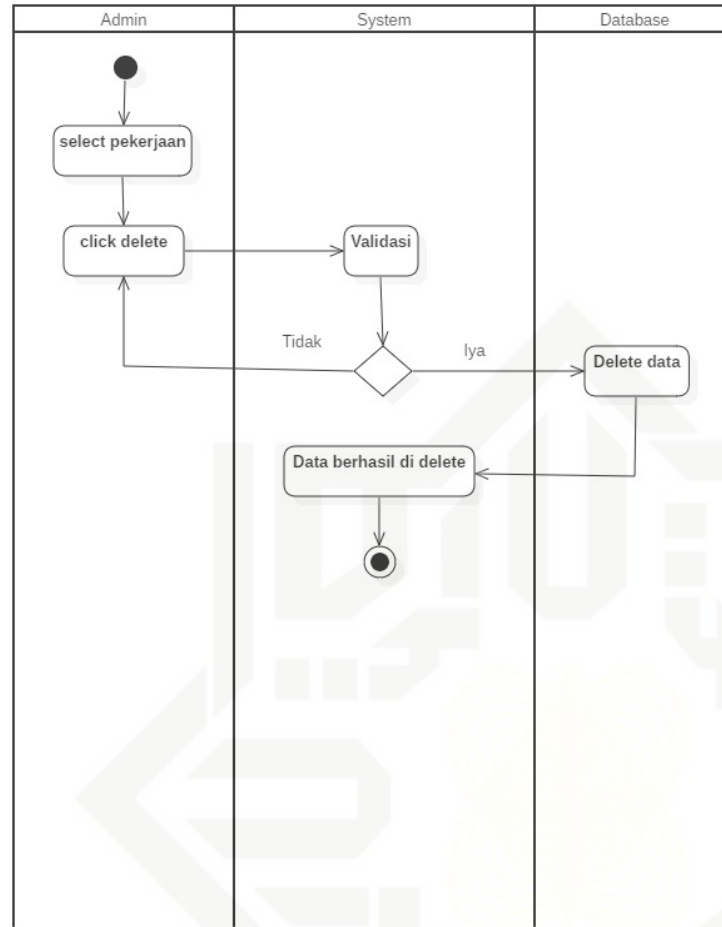 Admin
System
Database
select pekerjaan
click delete
Validasi
Tidak
Iya
Delete data
Data berhasil di delete